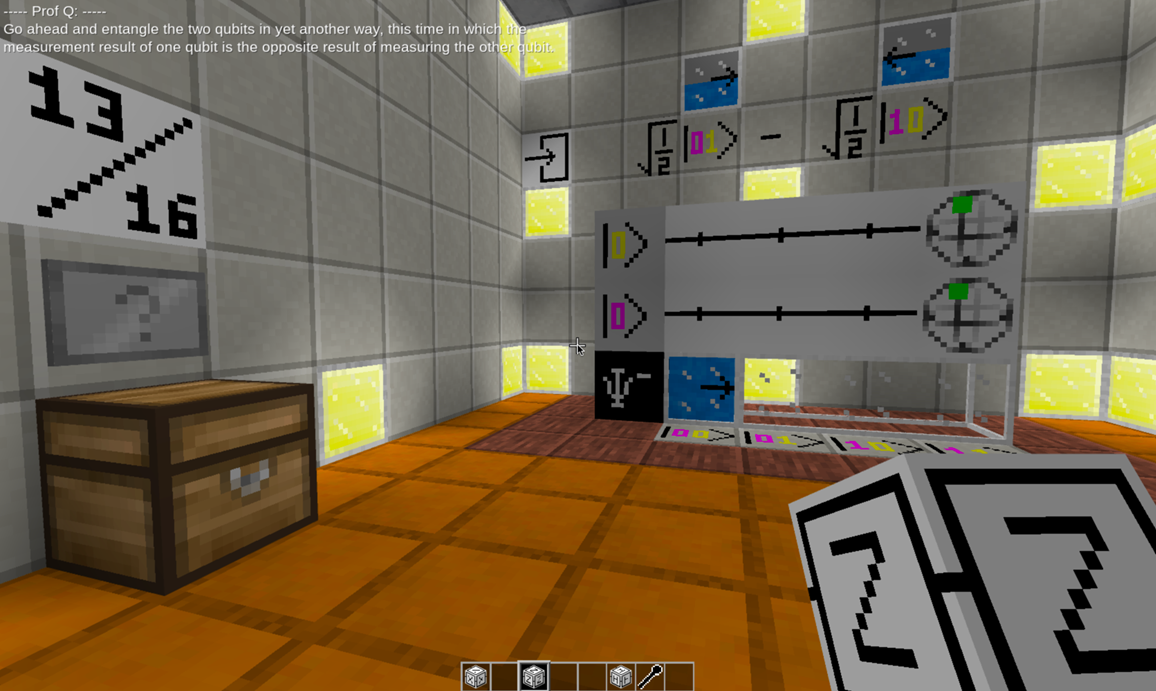 ----- Prof Q: -----
Go ahead and entangle the two qubits in yet another way, this time in which the
measurement result of one qubit is the opposite result of measuring the other qubit.
13/16
?
√1/2 |01> - √1/2 |10>
|0>
|0>
Ψ-
|00> |01> |10> |11>
Z Z